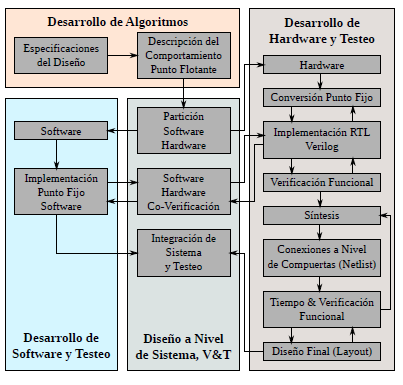 Desarrollo de Algoritmos
Especificaciones
del Diseño
Descripción del
Comportamiento
Punto Flotante
Desarrollo de
Hardware y Testeo
Hardware
Conversión Punto Fijo
Implementación RTL
Verilog
Verificación Funcional
Síntesis
Conexiones a Nivel
de Compuertas (Netlist)
Tiempo & Verificación
Funcional
Diseño Final (Layout)
Partición
Software
Hardware
Software
Hardware
Co-Verificación
Integración de
Sistema
y Testeo
Diseño a Nivel
de Sistema, V&T
Software
Implementación
Punto Fijo
Software
Desarrollo de
Software y Testeo